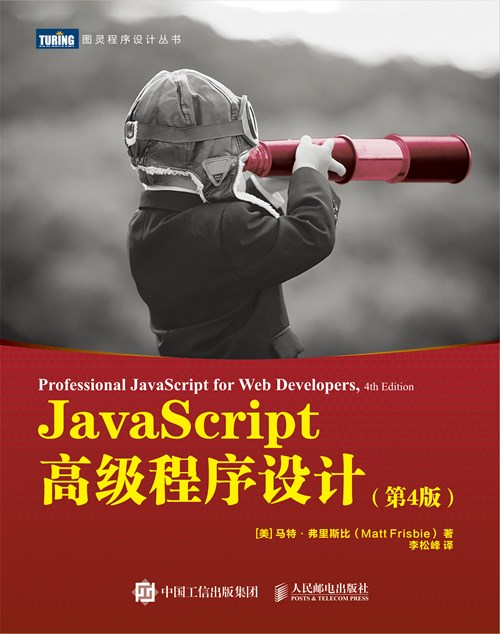 TURING 图灵程序设计丛书
Professional JavaScript for Web Developers, 4th Edition
JavaScript
高级程序设计（第4版）
[美] 马特·弗里斯比（Matt Frisbie）著
李松峰 译
中国工信出版集团 人民邮电出版社
POSTS & TELECOM PRESS